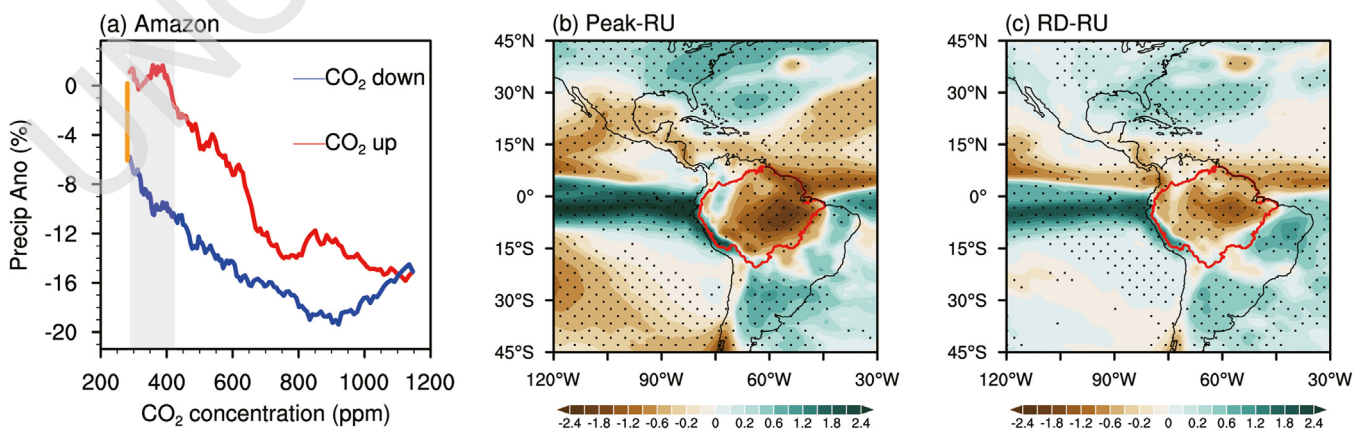 (a) Amazon
Precip Ano (%)
0
-4
-8
-12
-16
-20
CO₂ down
CO₂ up
200 400 600 800 1000 1200
CO₂ concentration (ppm)
(b) Peak-RU
45°N
30°N
15°N
0°
15°S
30°S
45°S
120°W 90°W 60°W 30°W
-2.4 -1.8 -1.2 -0.6 -0.2 0 0.2 0.6 1.2 1.8 2.4
(c) RD-RU
45°N
30°N
15°N
0°
15°S
30°S
45°S
120°W 90°W 60°W 30°W
-2.4 -1.8 -1.2 -0.6 -0.2 0 0.2 0.6 1.2 1.8 2.4